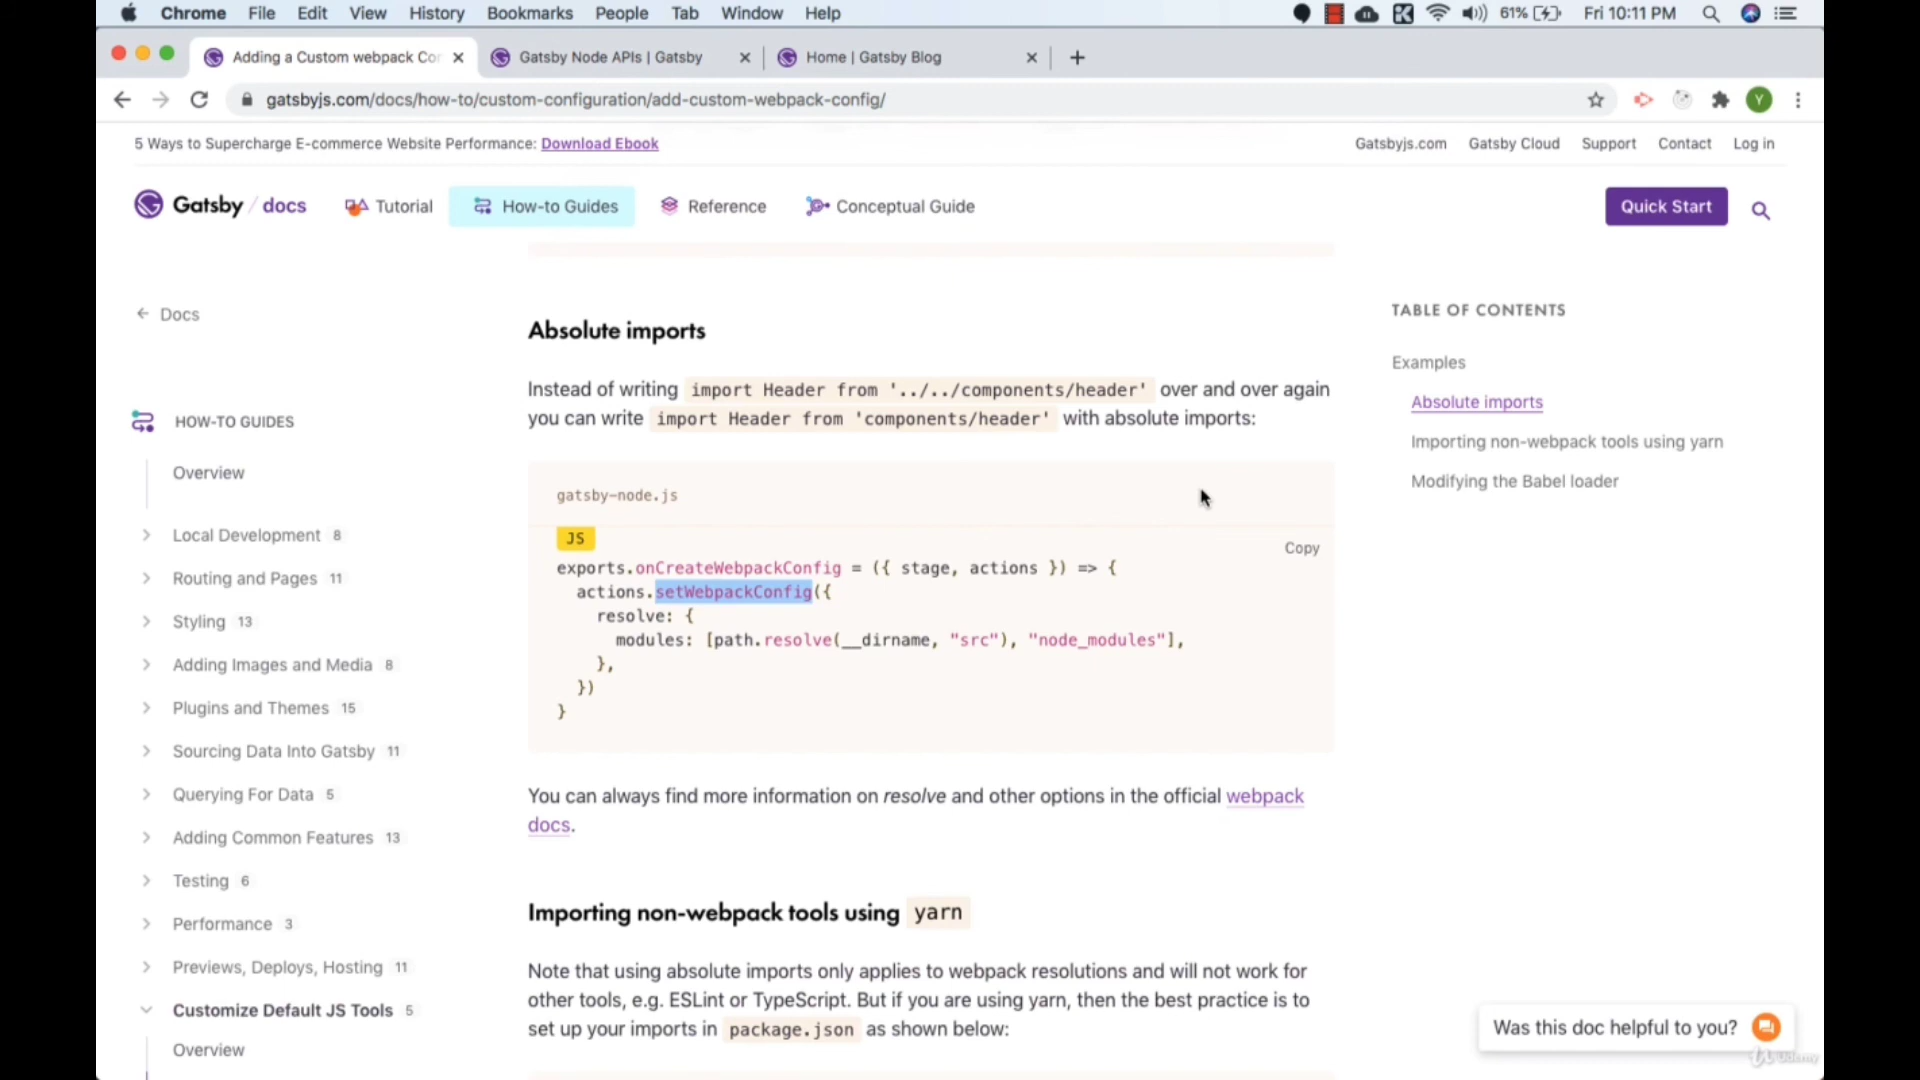 Chrome File Edit View History Bookmarks People Tab Window Help 61% Fri 10:11 PM
Adding a Custom webpack Con Gatsby Node APIs | Gatsby Home | Gatsby Blog
gatsbyjs.com/docs/how-to/custom-configuration/add-custom-webpack-config/ Y
5 Ways to Supercharge E-commerce Website Performance: Download Ebook Gatsbyjs.com Gatsby Cloud Support Contact Log in
Gatsby / docs Tutorial How-to Guides Reference Conceptual Guide Quick Start
Docs
HOW-TO GUIDES
Overview
Local Development 8
Routing and Pages 11
Styling 13
Adding Images and Media 8
Plugins and Themes 15
Sourcing Data Into Gatsby 11
Querying For Data 5
Adding Common Features 13
Testing 6
Performance 3
Previews, Deploys, Hosting 11
Customize Default JS Tools 5
Overview
Absolute imports
Instead of writing import Header from '../../components/header' over and over again
you can write import Header from 'components/header' with absolute imports:
gatsby-node.js
JS
Copy
exports.onCreateWebpackConfig = ({ stage, actions }) => {
actions.setWebpackConfig({
resolve: {
modules: [path.resolve(__dirname, "src"), "node_modules"],
},
})
}
You can always find more information on resolve and other options in the official webpack
docs.
Importing non-webpack tools using yarn
Note that using absolute imports only applies to webpack resolutions and will not work for
other tools, e.g. ESLint or TypeScript. But if you are using yarn, then the best practice is to
set up your imports in package.json as shown below:
TABLE OF CONTENTS
Examples
Absolute imports
Importing non-webpack tools using yarn
Modifying the Babel loader
Was this doc helpful to you?
Udemy